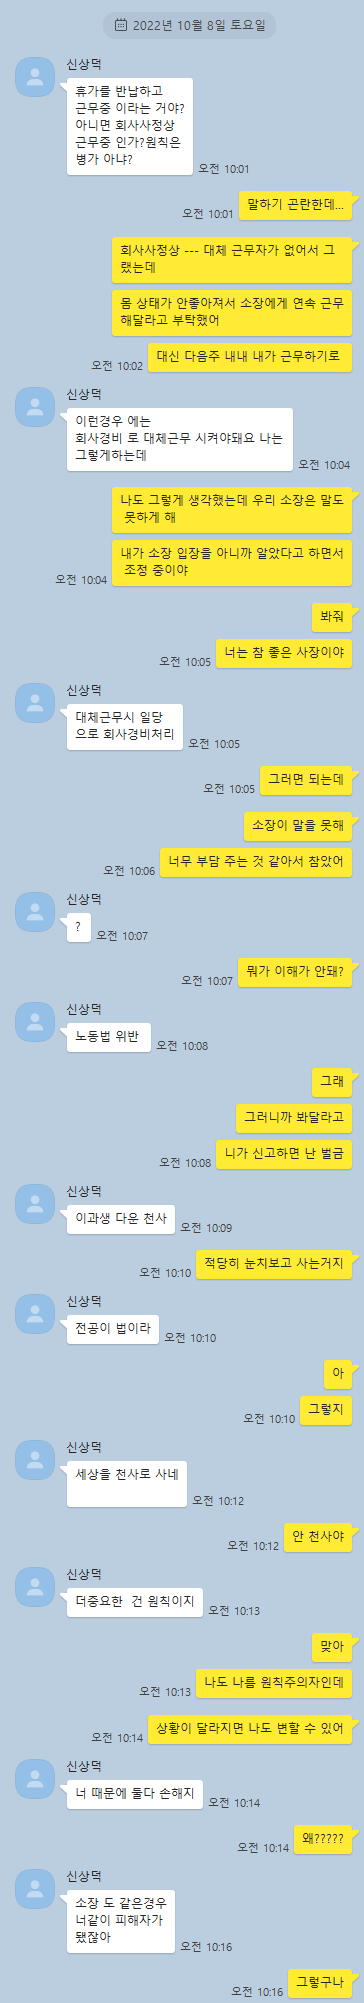 2022년 10월 8일 토요일
신상덕
휴가를 반납하고
근무중 이라는 거야?
아니면 회사사정상
근무중 인가?원칙은
병가 아냐?
오전 10:01
말하기 곤란한데...
오전 10:01
회사사정상 --- 대체 근무자가 없어서 그
랬는데
몸 상태가 안좋아져서 소장에게 연속 근무
해달라고 부탁했어
대신 다음주 내내 내가 근무하기로
오전 10:02
신상덕
이런경우 에는
회사경비 로 대체근무 시켜야돼요 나는
그렇게하는데
오전 10:04
나도 그렇게 생각했는데 우리 소장은 말도
못하게 해
내가 소장 입장을 아니까 알았다고 하면서
조정 중이야
오전 10:04
봐줘
너는 참 좋은 사장이야
오전 10:05
신상덕
대체근무시 일당
으로 회사경비처리
오전 10:05
그러면 되는데
오전 10:05
소장이 말을 못해
너무 부담 주는 것 같아서 참았어
오전 10:06
신상덕
?
오전 10:07
뭐가 이해가 안돼?
오전 10:07
신상덕
노동법 위반
오전 10:08
그래
그러니까 봐달라고
니가 신고하면 난 벌금
오전 10:08
신상덕
이과생 다운 천사
오전 10:09
적당히 눈치보고 사는거지
오전 10:10
신상덕
전공이 법이라
오전 10:10
아
그렇지
오전 10:10
신상덕
세상을 천사로 사네
오전 10:12
안 천사야
오전 10:12
신상덕
더중요한 건 원칙이지
오전 10:13
맞아
나도 나름 원칙주의자인데
오전 10:13
상황이 달라지면 나도 변할 수 있어
오전 10:14
신상덕
너 때문에 둘다 손해지
오전 10:14
왜?????
오전 10:14
신상덕
소장 도 같은경우
너같이 피해자가
됐잖아
오전 10:16
그렇구나
오전 10:16